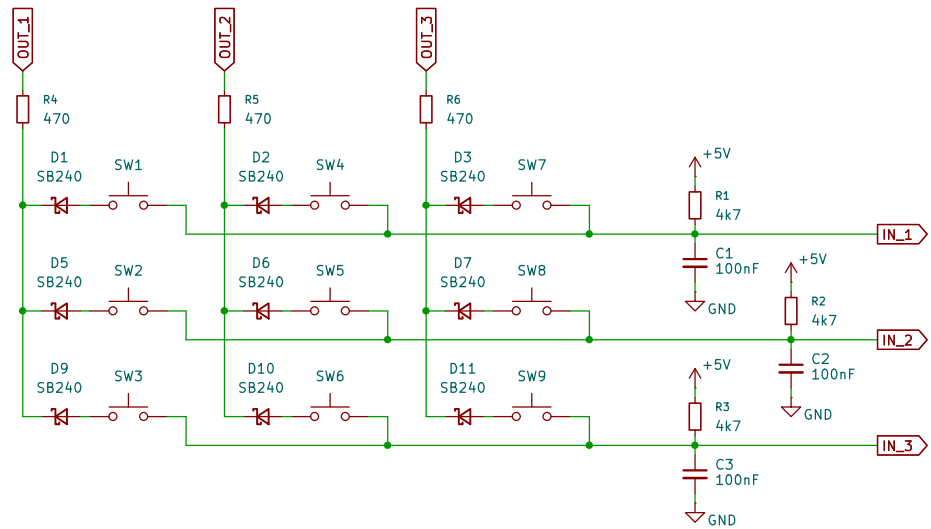 OUT_1
OUT_2
OUT_3
R4
470
R5
470
R6
470
D1
SB240
SW1
D2
SB240
SW4
D3
SB240
SW7
+5V
R1
4k7
IN_1
C1
100nF
GND
D5
SB240
SW2
D6
SB240
SW5
D7
SB240
SW8
+5V
R2
4k7
IN_2
C2
100nF
GND
D9
SB240
SW3
D10
SB240
SW6
D11
SB240
SW9
+5V
R3
4k7
IN_3
C3
100nF
GND